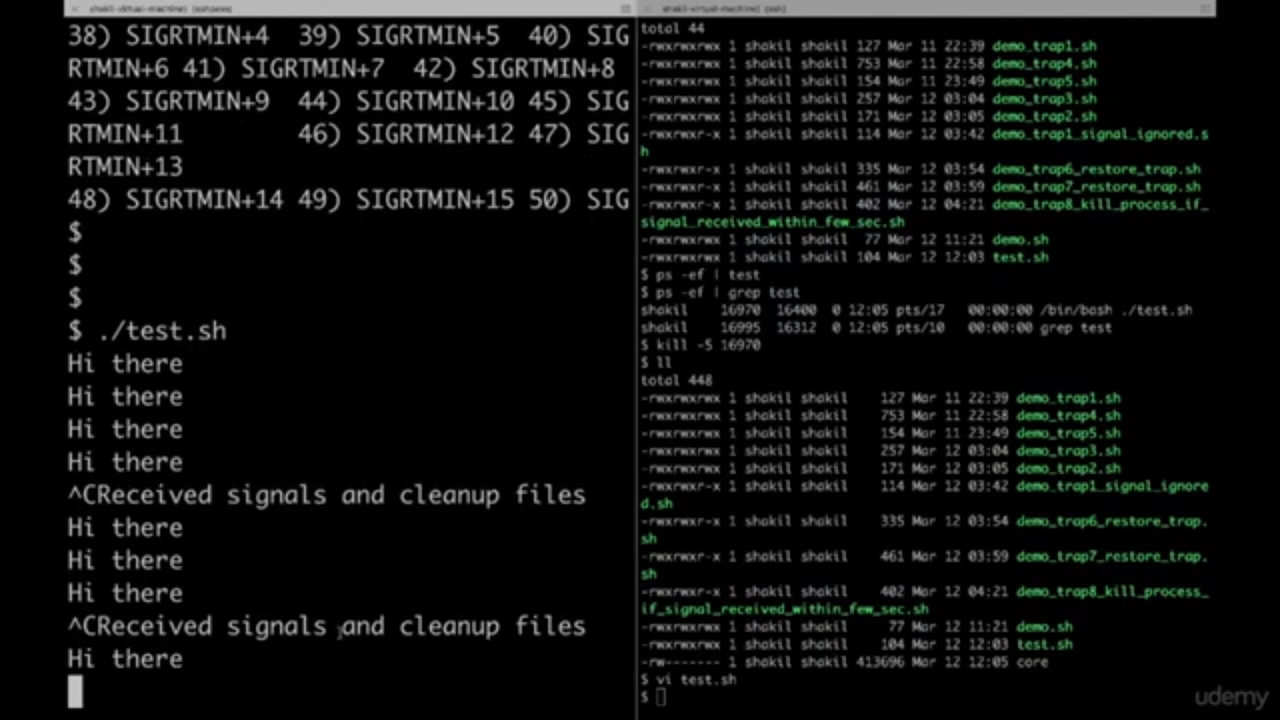 shakil-virtual-machine) (ssh)
38) SIGRTMIN+4  39) SIGRTMIN+5  40) SIG
RTMIN+6 41) SIGRTMIN+7  42) SIGRTMIN+8
43) SIGRTMIN+9  44) SIGRTMIN+10 45) SIG
RTMIN+11        46) SIGRTMIN+12 47) SIG
RTMIN+13
48) SIGRTMIN+14 49) SIGRTMIN+15 50) SIG
$
$
$
$ ./test.sh
Hi there
Hi there
Hi there
Hi there
^CReceived signals and cleanup files
Hi there
Hi there
Hi there
^CReceived signals and cleanup files
Hi there
shakil-virtual-machine) (ssh)
total 44
-rwxrwxrwx 1 shakil shakil 127 Mar 11 22:39 demo_trap1.sh
-rwxrwxrwx 1 shakil shakil 753 Mar 11 22:58 demo_trap4.sh
-rwxrwxrwx 1 shakil shakil 154 Mar 11 23:49 demo_trap5.sh
-rwxrwxrwx 1 shakil shakil 257 Mar 12 03:04 demo_trap3.sh
-rwxrwxrwx 1 shakil shakil 171 Mar 12 03:05 demo_trap2.sh
-rwxrwxr-x 1 shakil shakil 114 Mar 12 03:42 demo_trap1_signal_ignored.s
h
-rwxrwxr-x 1 shakil shakil 335 Mar 12 03:54 demo_trap6_restore_trap.sh
-rwxrwxr-x 1 shakil shakil 461 Mar 12 03:59 demo_trap7_restore_trap.sh
-rwxrwxr-x 1 shakil shakil 402 Mar 12 04:21 demo_trap8_kill_process_if_
signal_received_within_few_sec.sh
-rwxrwxrwx 1 shakil shakil  77 Mar 12 11:21 demo.sh
-rwxrwxrwx 1 shakil shakil 104 Mar 12 12:03 test.sh
$ ps -ef | test
$ ps -ef | grep test
shakil   16970  16400  0 12:05 pts/17   00:00:00 /bin/bash ./test.sh
shakil   16995  16312  0 12:05 pts/10   00:00:00 grep test
$ kill -5 16970
$ ll
total 448
-rwxrwxrwx 1 shakil shakil    127 Mar 11 22:39 demo_trap1.sh
-rwxrwxrwx 1 shakil shakil    753 Mar 11 22:58 demo_trap4.sh
-rwxrwxrwx 1 shakil shakil    154 Mar 11 23:49 demo_trap5.sh
-rwxrwxrwx 1 shakil shakil    257 Mar 12 03:04 demo_trap3.sh
-rwxrwxrwx 1 shakil shakil    171 Mar 12 03:05 demo_trap2.sh
-rwxrwxr-x 1 shakil shakil    114 Mar 12 03:42 demo_trap1_signal_ignore
d.sh
-rwxrwxr-x 1 shakil shakil    335 Mar 12 03:54 demo_trap6_restore_trap.
sh
-rwxrwxr-x 1 shakil shakil    461 Mar 12 03:59 demo_trap7_restore_trap.
sh
-rwxrwxr-x 1 shakil shakil    402 Mar 12 04:21 demo_trap8_kill_process_
if_signal_received_within_few_sec.sh
-rwxrwxrwx 1 shakil shakil     77 Mar 12 11:21 demo.sh
-rwxrwxrwx 1 shakil shakil    104 Mar 12 12:03 test.sh
-rw------- 1 shakil shakil 413696 Mar 12 12:05 core
$ vi test.sh
$
udemy